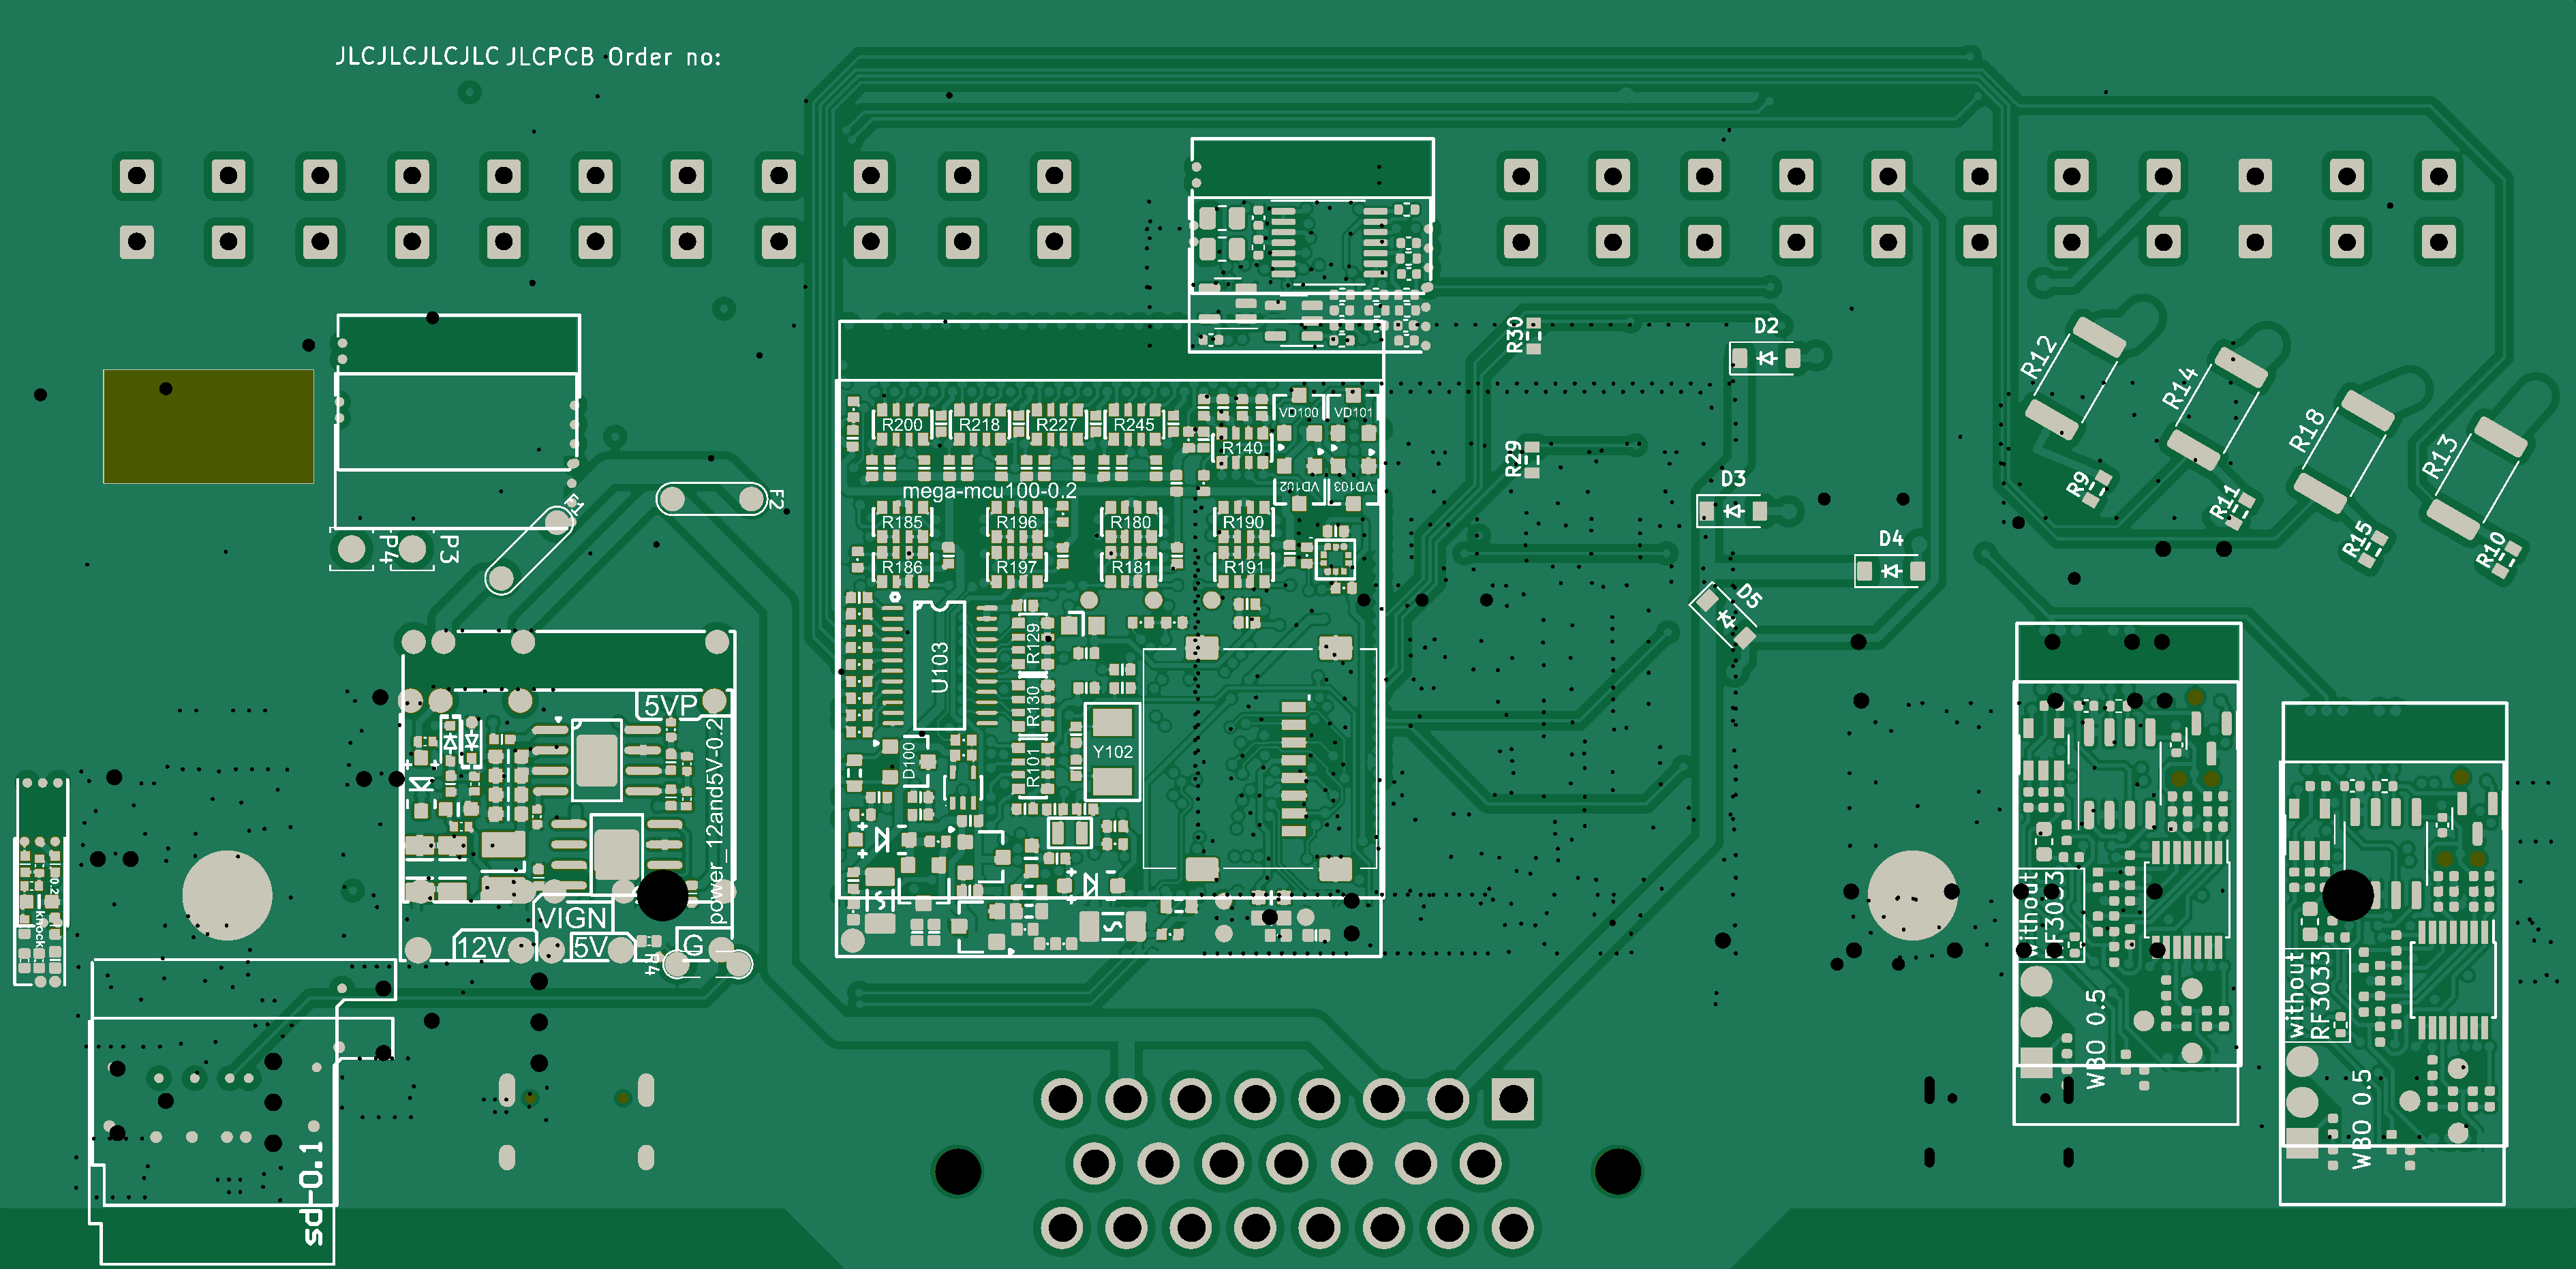 JLCJLCJLCJLC JLCPCB Order no:
R30
D2
R12
R14
R18
R13
R200
R218
R227
R245
R140
VD100
VD101
VD102
VD103
mega-mcu100-0.2
R29
D3
R9
R11
R15
R10
F2
P4
P3
R185
R196
R180
R190
R186
R197
R181
R191
D4
D5
U103
R129
R130
R101
D100
Y102
5VP
power_12and5V-0.2
VIGN
12V
5V
G
knock
0.2
sd-0.1
without
RF3033
WBO 0.5
without
RF3033
WBO 0.5